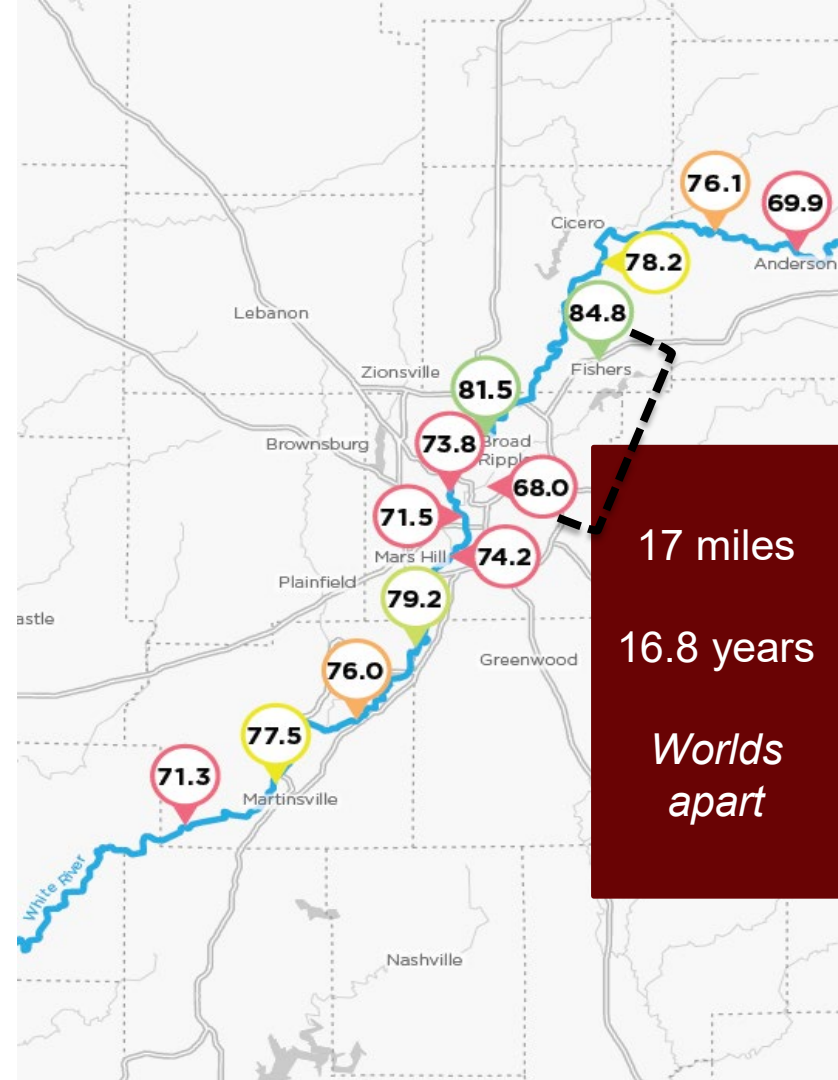 76.1
69.9
Cicero
78.2
Anderson
84.8
Lebanon
Fishers
Zionsville
81.5
Brownsburg
73.8
Broad
Ripple
68.0
71.5
Mars Hill
74.2
Plainfield
79.2
astle
Greenwood
76.0
77.5
71.3
Martinsville
White River
Nashville
17 miles
16.8 years
Worlds
apart